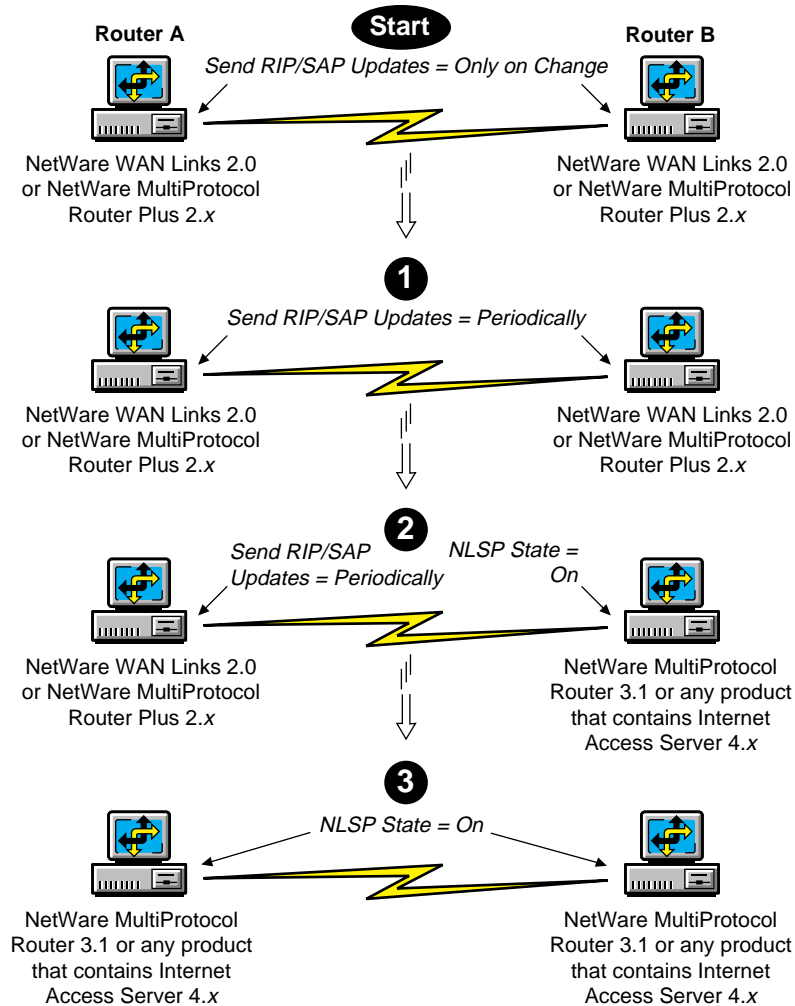 Start
Router A
Router B
Send RIP/SAP Updates = Only on Change
NetWare WAN Links 2.0
or NetWare MultiProtocol
Router Plus 2.x
NetWare WAN Links 2.0
or NetWare MultiProtocol
Router Plus 2.x
1
Send RIP/SAP Updates = Periodically
NetWare WAN Links 2.0
or NetWare MultiProtocol
Router Plus 2.x
NetWare WAN Links 2.0
or NetWare MultiProtocol
Router Plus 2.x
2
Send RIP/SAP
Updates = Periodically
NLSP State =
On
NetWare WAN Links 2.0
or NetWare MultiProtocol
Router Plus 2.x
NetWare MultiProtocol
Router 3.1 or any product
that contains Internet
Access Server 4.x
3
NLSP State = On
NetWare MultiProtocol
Router 3.1 or any product
that contains Internet
Access Server 4.x
NetWare MultiProtocol
Router 3.1 or any product
that contains Internet
Access Server 4.x